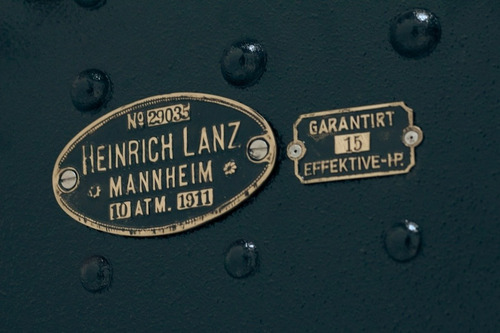 No 29035
HEINRICH LANZ.
MANNHEIM
10 ATM. 1911
GARANTIRT
15
EFFEKTIVE-HP.